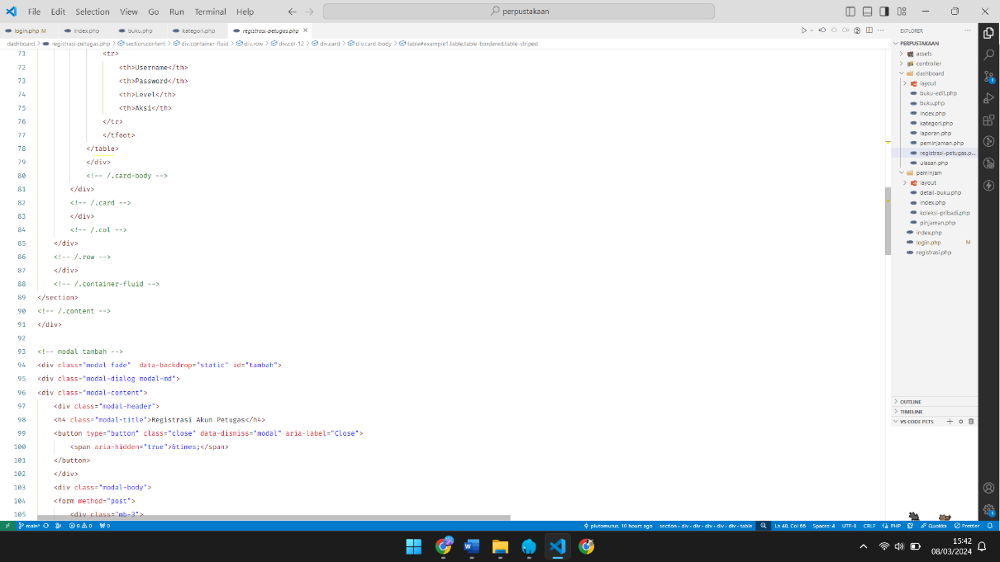 File Edit Selection View Go Run Terminal Help
perpustakaan
login.php M
index.php
buku.php
kategori.php
registrasi-petugas.php
dashboard > registrasi-petugas.php > section.content > div.container-fluid > div.row > div.col-12 > div.card > div.card-body > table#example1.table.table-bordered.table-striped
71 <tr>
72 <th>Username</th>
73 <th>Password</th>
74 <th>Level</th>
75 <th>Aksi</th>
76 </tr>
77 </tfoot>
78 </table>
79 </div>
80 <!-- /.card-body -->
81 </div>
82 <!-- /.card -->
83 </div>
84 <!-- /.col -->
85 </div>
86 <!-- /.row -->
87 </div>
88 <!-- /.container-fluid -->
89 </section>
90 <!-- /.content -->
91 </div>
92
93 <!-- modal tambah -->
94 <div class="modal fade"  data-backdrop="static" id="tambah">
95 <div class="modal-dialog modal-md">
96 <div class="modal-content">
97 <div class="modal-header">
98 <h4 class="modal-title">Registrasi Akun Petugas</h4>
99 <button type="button" class="close" data-dismiss="modal" aria-label="Close">
100 <span aria-hidden="true">&times;</span>
101 </button>
102 </div>
103 <div class="modal-body">
104 <form method="post">
105 <div class="mb-3">
EXPLORER
PERPUSTAKAAN
assets
controller
dashboard
layout
buku-edit.php
buku.php
index.php
kategori.php
laporan.php
peminjaman.php
registrasi-petugas.p...
ulasan.php
peminjam
layout
detail-buku.php
index.php
koleksi-pribadi.php
pinjaman.php
index.php
login.php M
registrasi.php
OUTLINE
TIMELINE
VS CODE PETS
main* 0 0 0
plutomurus, 10 hours ago section < div < div < div < div < div < table Ln 48, Col 66 Spaces: 4 UTF-8 CRLF PHP Quokka Prettier
15:42
08/03/2024